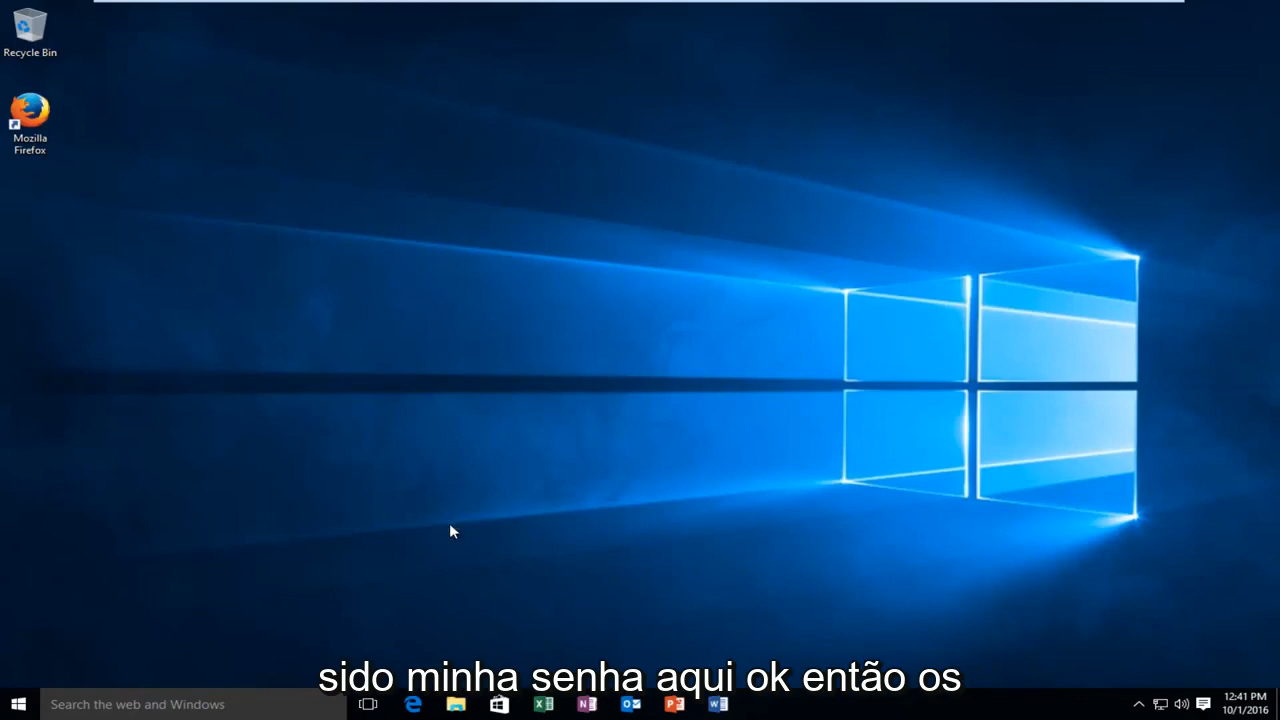 Recycle Bin
Mozilla
Firefox
sido minha senha aqui ok então os
Search the web and Windows
12:41 PM
10/1/2016